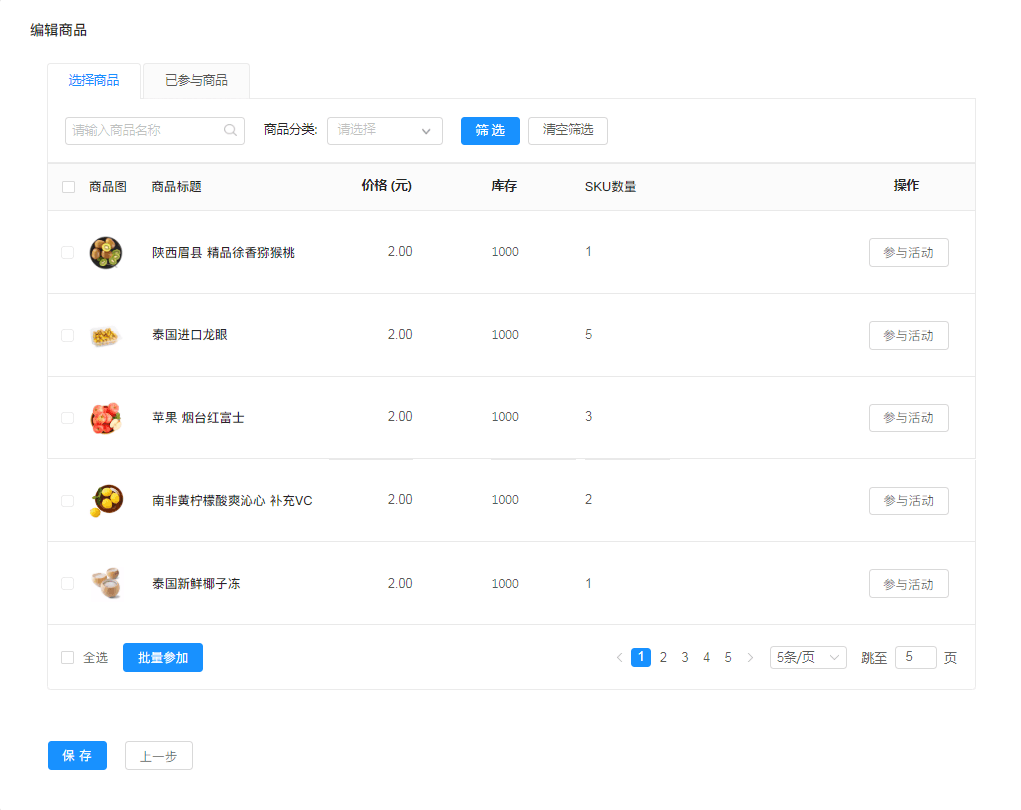 编辑商品
选择商品 已参与商品
请输入商品名称 商品分类: 请选择 筛 选 清空筛选
商品图 商品标题 价格 (元) 库存 SKU数量 操作
陕西眉县 精品徐香猕猴桃 2.00 1000 1 参与活动
泰国进口龙眼 2.00 1000 5 参与活动
苹果 烟台红富士 2.00 1000 3 参与活动
南非黄柠檬酸爽沁心 补充VC 2.00 1000 2 参与活动
泰国新鲜椰子冻 2.00 1000 1 参与活动
全选 批量参加 1 2 3 4 5 5条/页 跳至 5 页
保 存 上一步